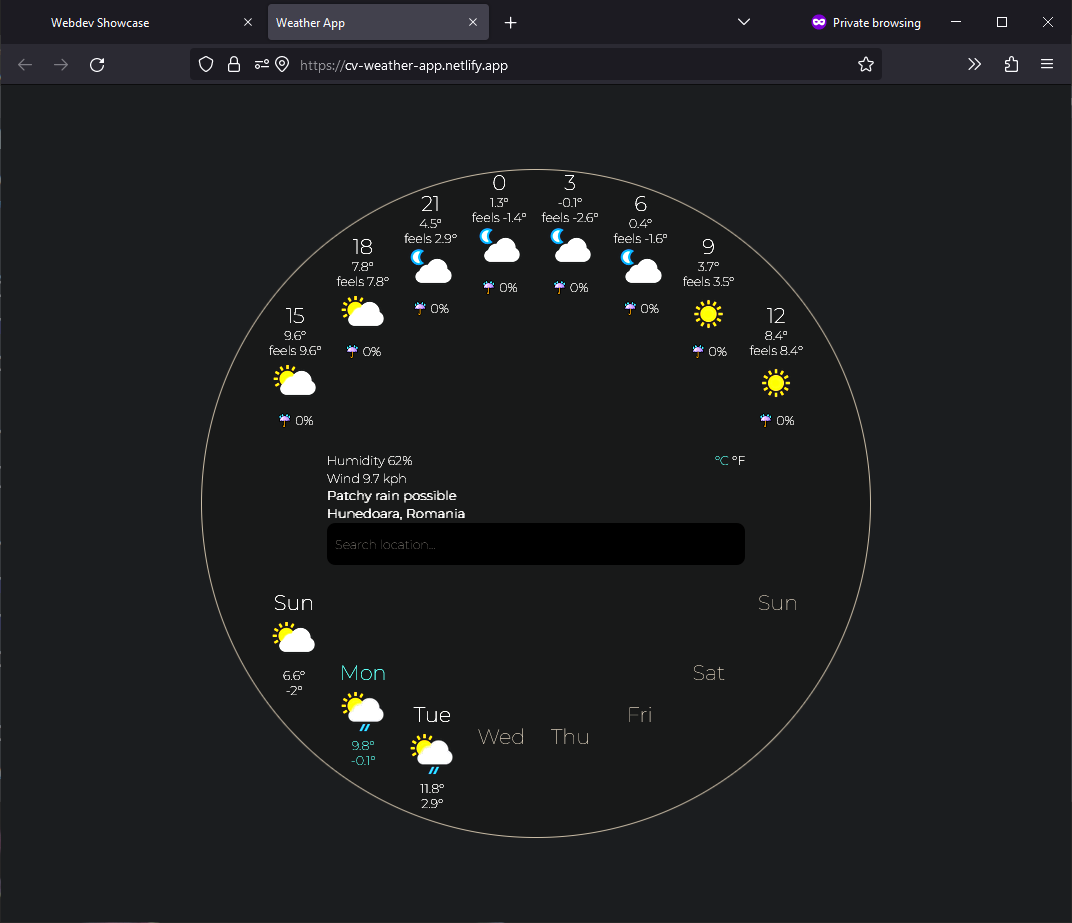 Webdev Showcase
Weather App
Private browsing
https://cv-weather-app.netlify.app
15
9.6°
feels 9.6°
0%
18
7.8°
feels 7.8°
0%
21
4.5°
feels 2.9°
0%
0
1.3°
feels -1.4°
0%
3
-0.1°
feels -2.6°
0%
6
0.4°
feels -1.6°
0%
9
3.7°
feels 3.5°
0%
12
8.4°
feels 8.4°
0%
Humidity 62%
°C °F
Wind 9.7 kph
Patchy rain possible
Hunedoara, Romania
Search location...
Sun
6.6°
-2°
Mon
9.8°
-0.1°
Tue
11.8°
2.9°
Wed
Thu
Fri
Sat
Sun